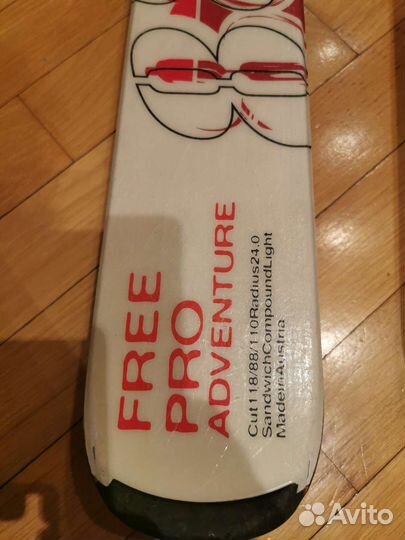 FREE
PRO
ADVENTURE
Cut118/88/110Radius24.0
SandwichCompoundLight
MadeinAustria
Avito